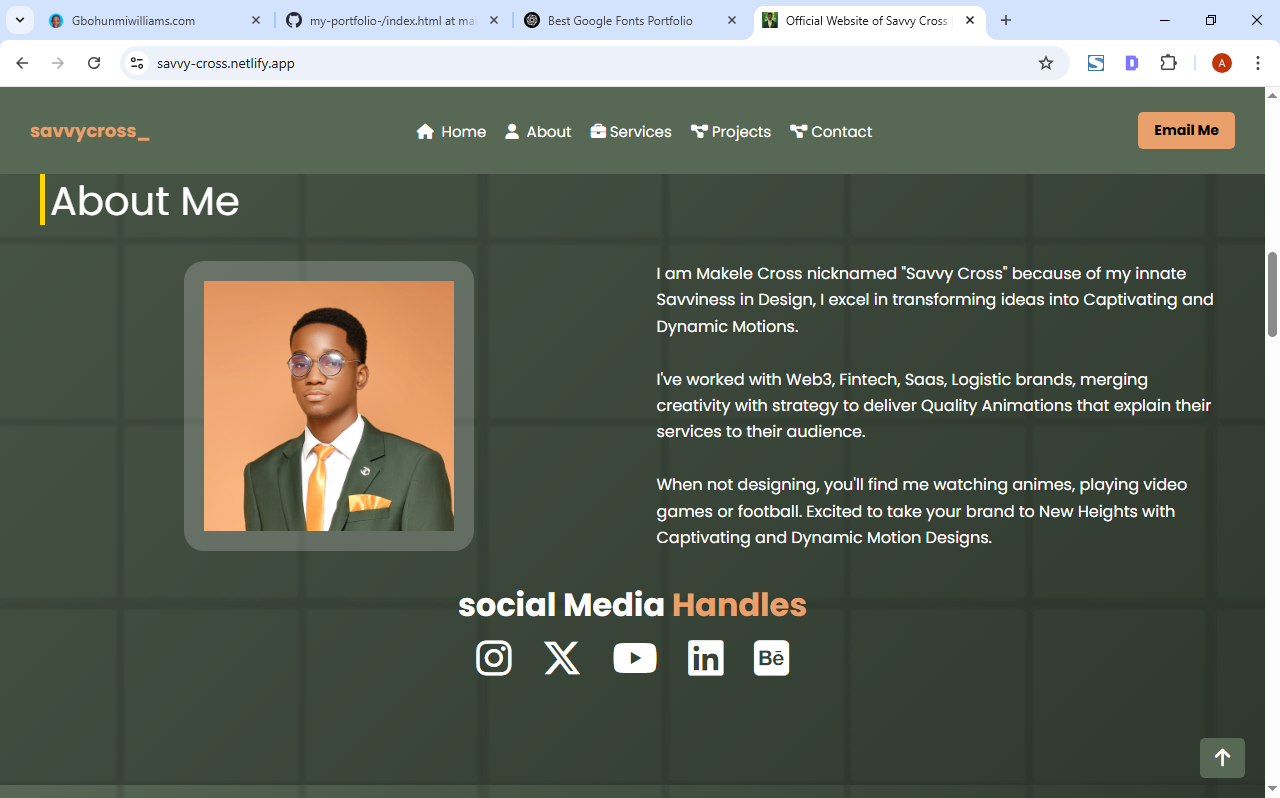 Gbohunmiwilliams.com
my-portfolio-/index.html at mai
Best Google Fonts Portfolio
Official Website of Savvy Cross
savvy-cross.netlify.app
A
savvycross_
Home
About
Services
Projects
Contact
Email Me
About Me
I am Makele Cross nicknamed "Savvy Cross" because of my innate
Savviness in Design, I excel in transforming ideas into Captivating and
Dynamic Motions.
I've worked with Web3, Fintech, Saas, Logistic brands, merging
creativity with strategy to deliver Quality Animations that explain their
services to their audience.
When not designing, you'll find me watching animes, playing video
games or football. Excited to take your brand to New Heights with
Captivating and Dynamic Motion Designs.
social Media Handles
in
Bē